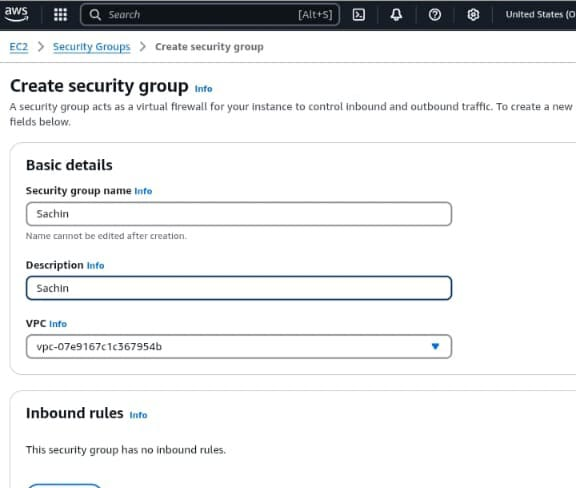 aws
Search [Alt+S]
United States (O
EC2 > Security Groups > Create security group
Create security group Info
A security group acts as a virtual firewall for your instance to control inbound and outbound traffic. To create a new
fields below.
Basic details
Security group name Info
Sachin
Name cannot be edited after creation.
Description Info
Sachin
VPC Info
vpc-07e9167c1c367954b
Inbound rules Info
This security group has no inbound rules.